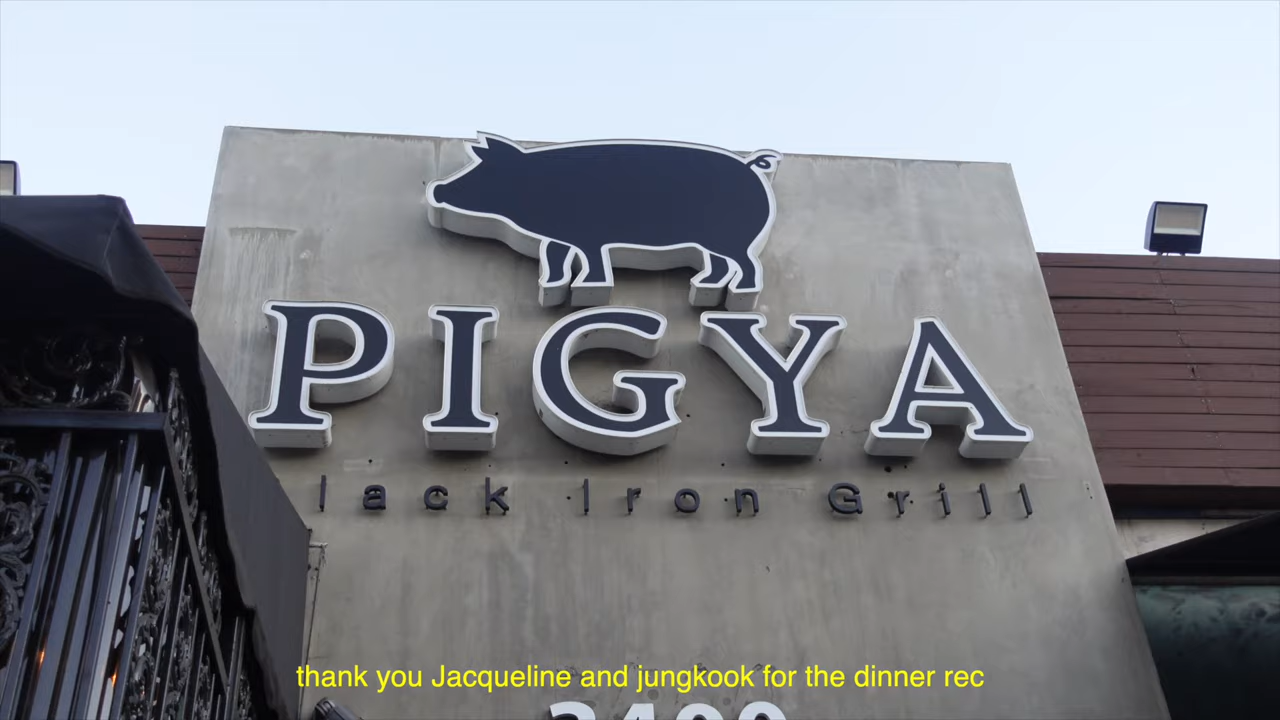 PIGYA
lack Iron Grill
thank you Jacqueline and jungkook for the dinner rec